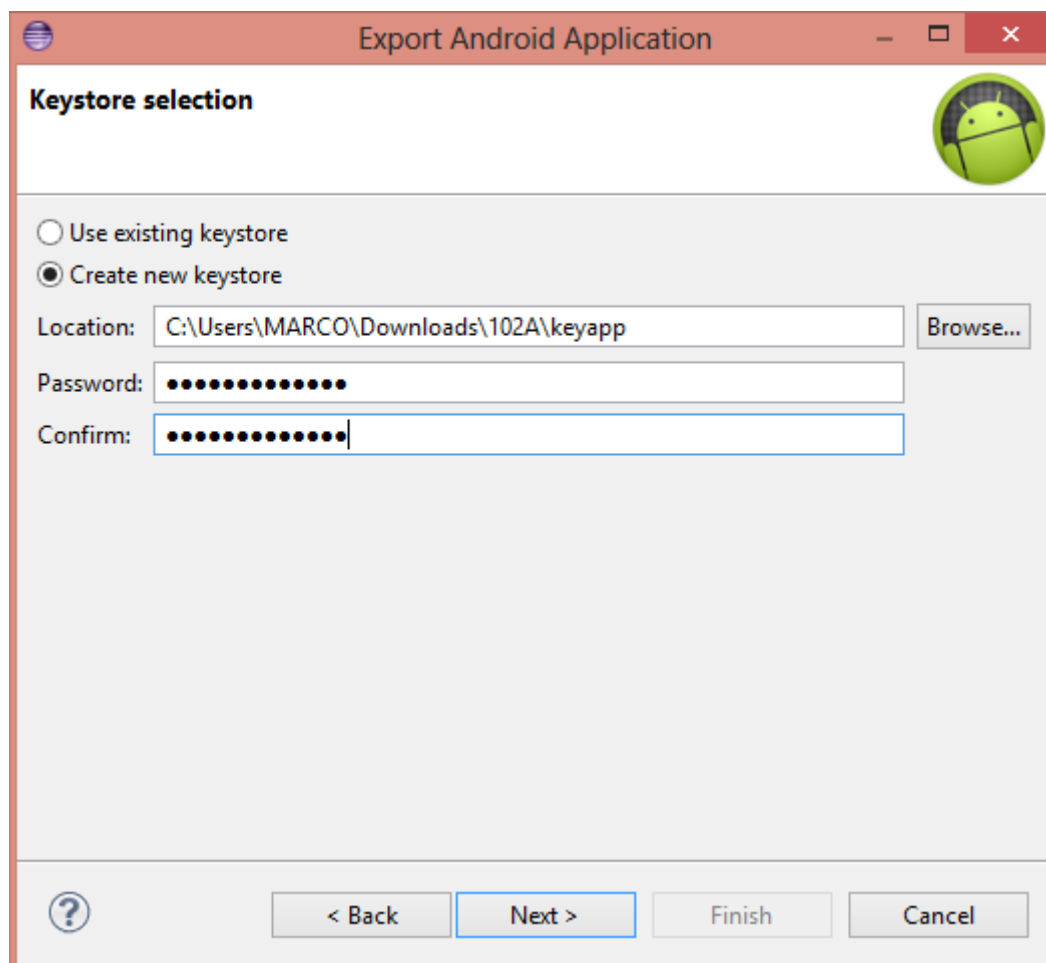 Export Android Application
Keystore selection
Use existing keystore
Create new keystore
Location: C:\Users\MARCO\Downloads\102A\keyapp Browse...
Password: ●●●●●●●●●●●●●
Confirm: ●●●●●●●●●●●●●
? < Back Next > Finish Cancel